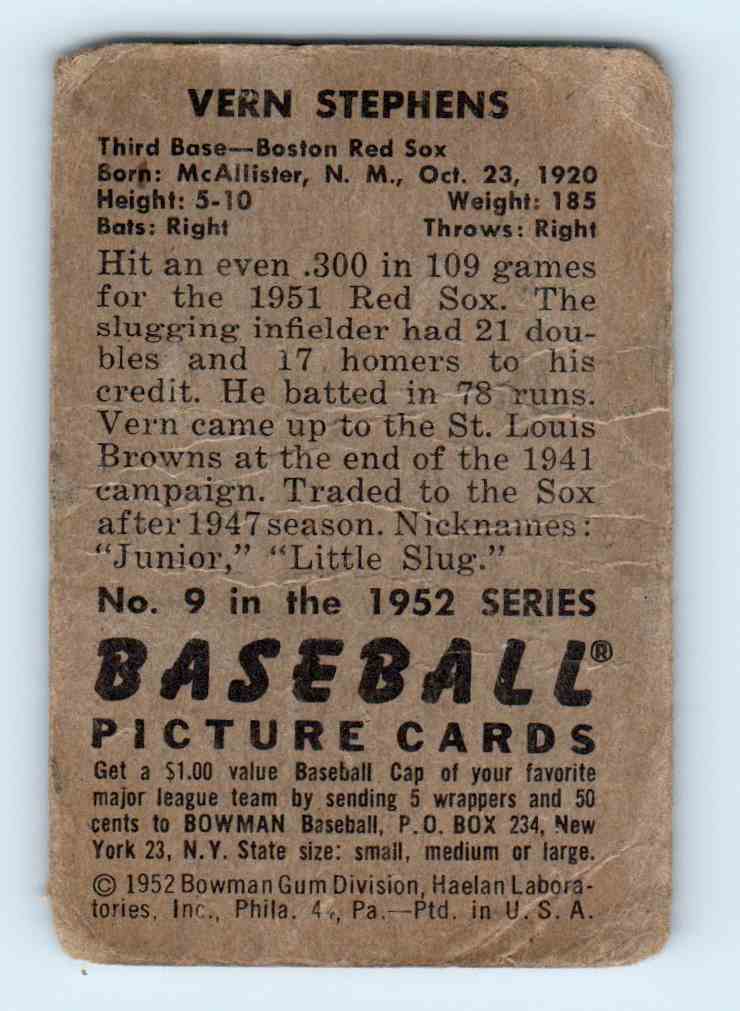 VERN STEPHENS
Third Base—Boston Red Sox
Born: McAllister, N. M., Oct. 23, 1920
Height: 5-10 Weight: 185
Bats: Right Throws: Right
Hit an even .300 in 109 games
for the 1951 Red Sox. The
slugging infielder had 21 dou-
bles and 17 homers to his
credit. He batted in 78 runs.
Vern came up to the St. Louis
Browns at the end of the 1941
campaign. Traded to the Sox
after 1947 season. Nicknames:
“Junior,” “Little Slug.”
No. 9 in the 1952 SERIES
BASEBALL®
PICTURE CARDS
Get a $1.00 value Baseball Cap of your favorite
major league team by sending 5 wrappers and 50
cents to BOWMAN Baseball, P.O. BOX 234, New
York 23, N.Y. State size: small, medium or large.
© 1952 Bowman Gum Division, Haelan Labora-
tories, Inc., Phila. 44, Pa.—Ptd. in U. S. A.